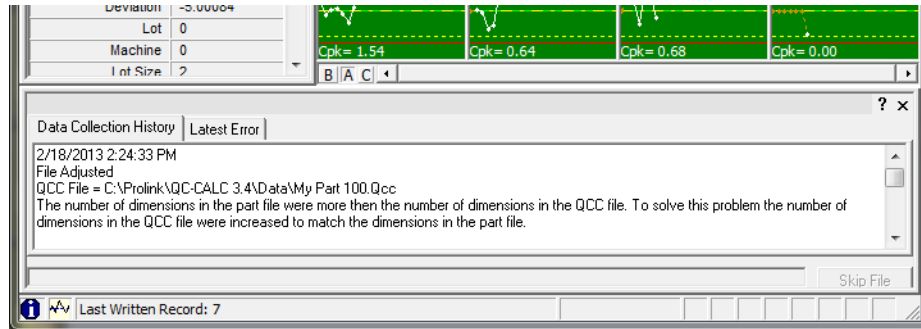 Deviation -5.00084
Lot 0
Machine 0
Lot Size 2
Cpk= 1.54 Cpk= 0.64 Cpk= 0.68 Cpk= 0.00
B A C
? ×
Data Collection History Latest Error
2/18/2013 2:24:33 PM
File Adjusted
QCC File = C:\Prolink\QC-CALC 3.4\Data\My Part 100.Qcc
The number of dimensions in the part file were more then the number of dimensions in the QCC file. To solve this problem the number of
dimensions in the QCC file were increased to match the dimensions in the part file.
Skip File
Last Written Record: 7